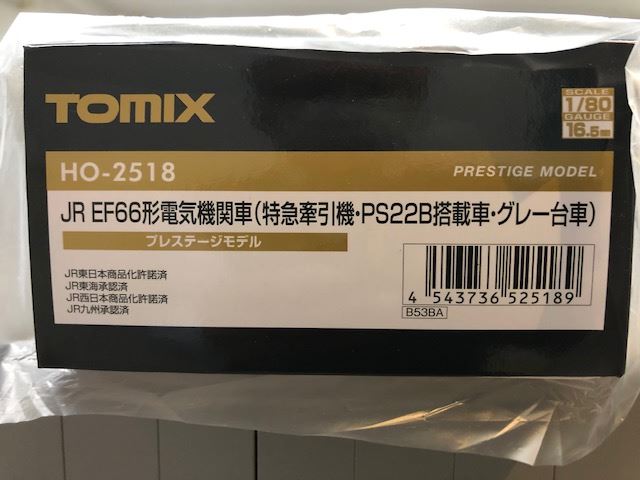 TOMIX
SCALE
1/80
GAUGE
16.5mm
HO-2518
PRESTIGE MODEL
JR EF66形電気機関車(特急牽引機・PS22B搭載車・グレー台車)
プレステージモデル
JR東日本商品化許諾済
JR東海承認済
JR西日本商品化許諾済
JR九州承認済
4 543736 525189
B53BA